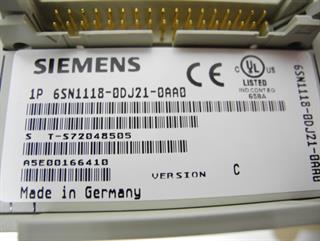 SIEMENS
CE
UL
LISTED
IND.CONT.EQ
658A
1P 6SN1118-0DJ21-0AA0
S T-S72048505
A5E00166410
VERSION C
Made in Germany
6SN1118-0DJ21-0AA0